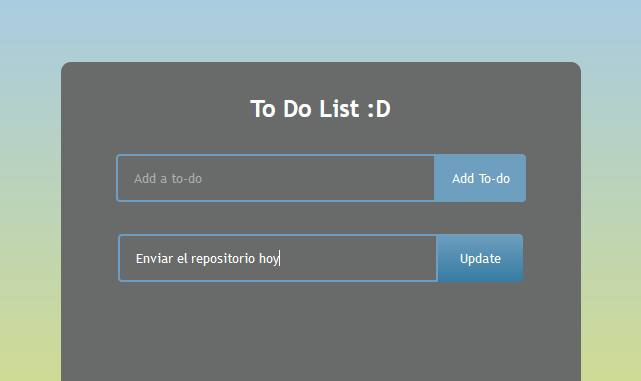 To Do List :D
Add a to-do
Add To-do
Enviar el repositorio hoy
Update